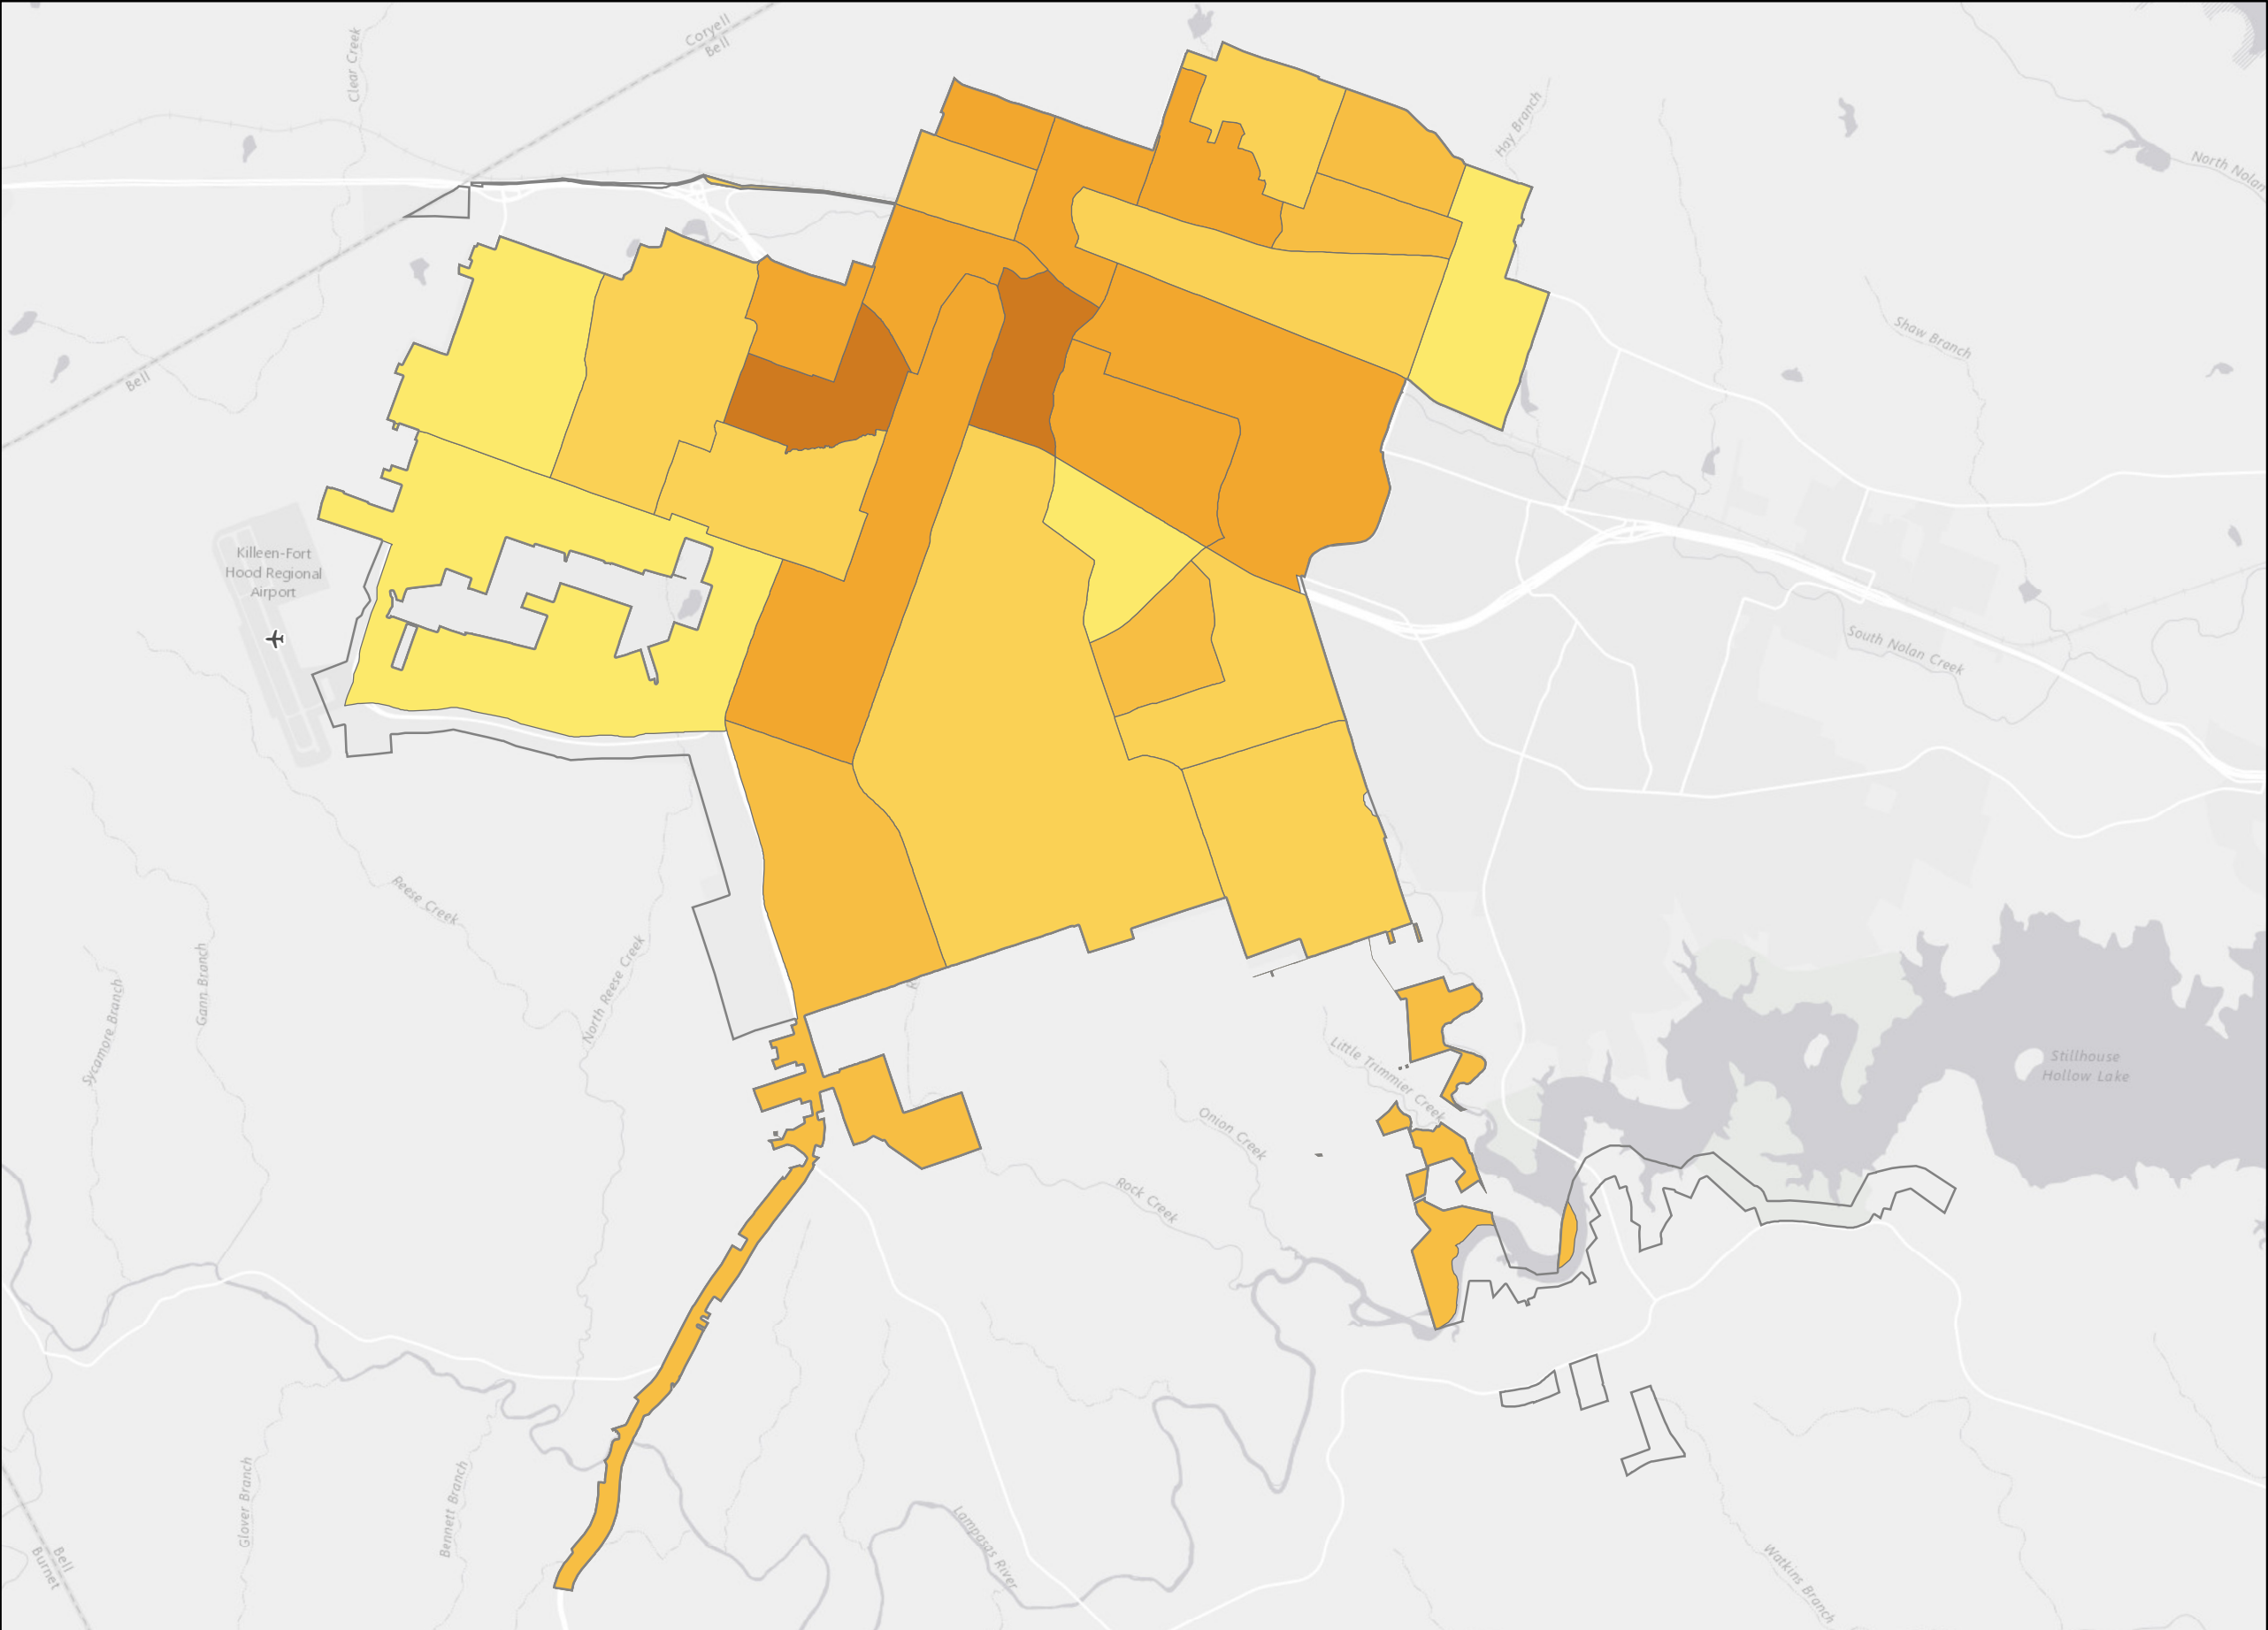 Coryell
Bell
Clear Creek
Hay Branch
North Nolan
Shaw Branch
Bell
Killeen-Fort
Hood Regional
Airport
South Nolan Creek
Reese Creek
Gann Branch
North Reese Creek
Sycamore Branch
Little Trimmier Creek
Stillhouse
Hollow Lake
Onion Creek
Rock Creek
Glover Branch
Bennett Branch
Lampasas River
Watkins Branch
Bell
Burnet